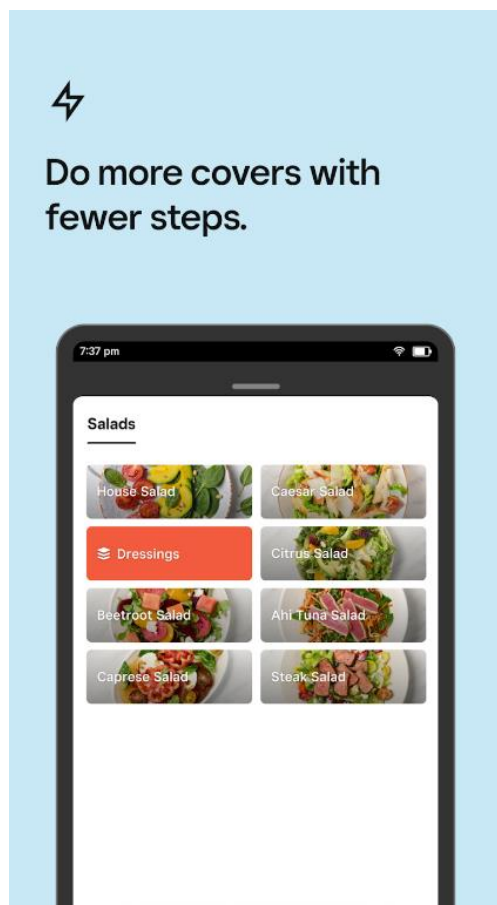 Do more covers with
fewer steps.
7:37 pm
Salads
House Salad
Caesar Salad
Dressings
Citrus Salad
Beetroot Salad
Ahi Tuna Salad
Caprese Salad
Steak Salad